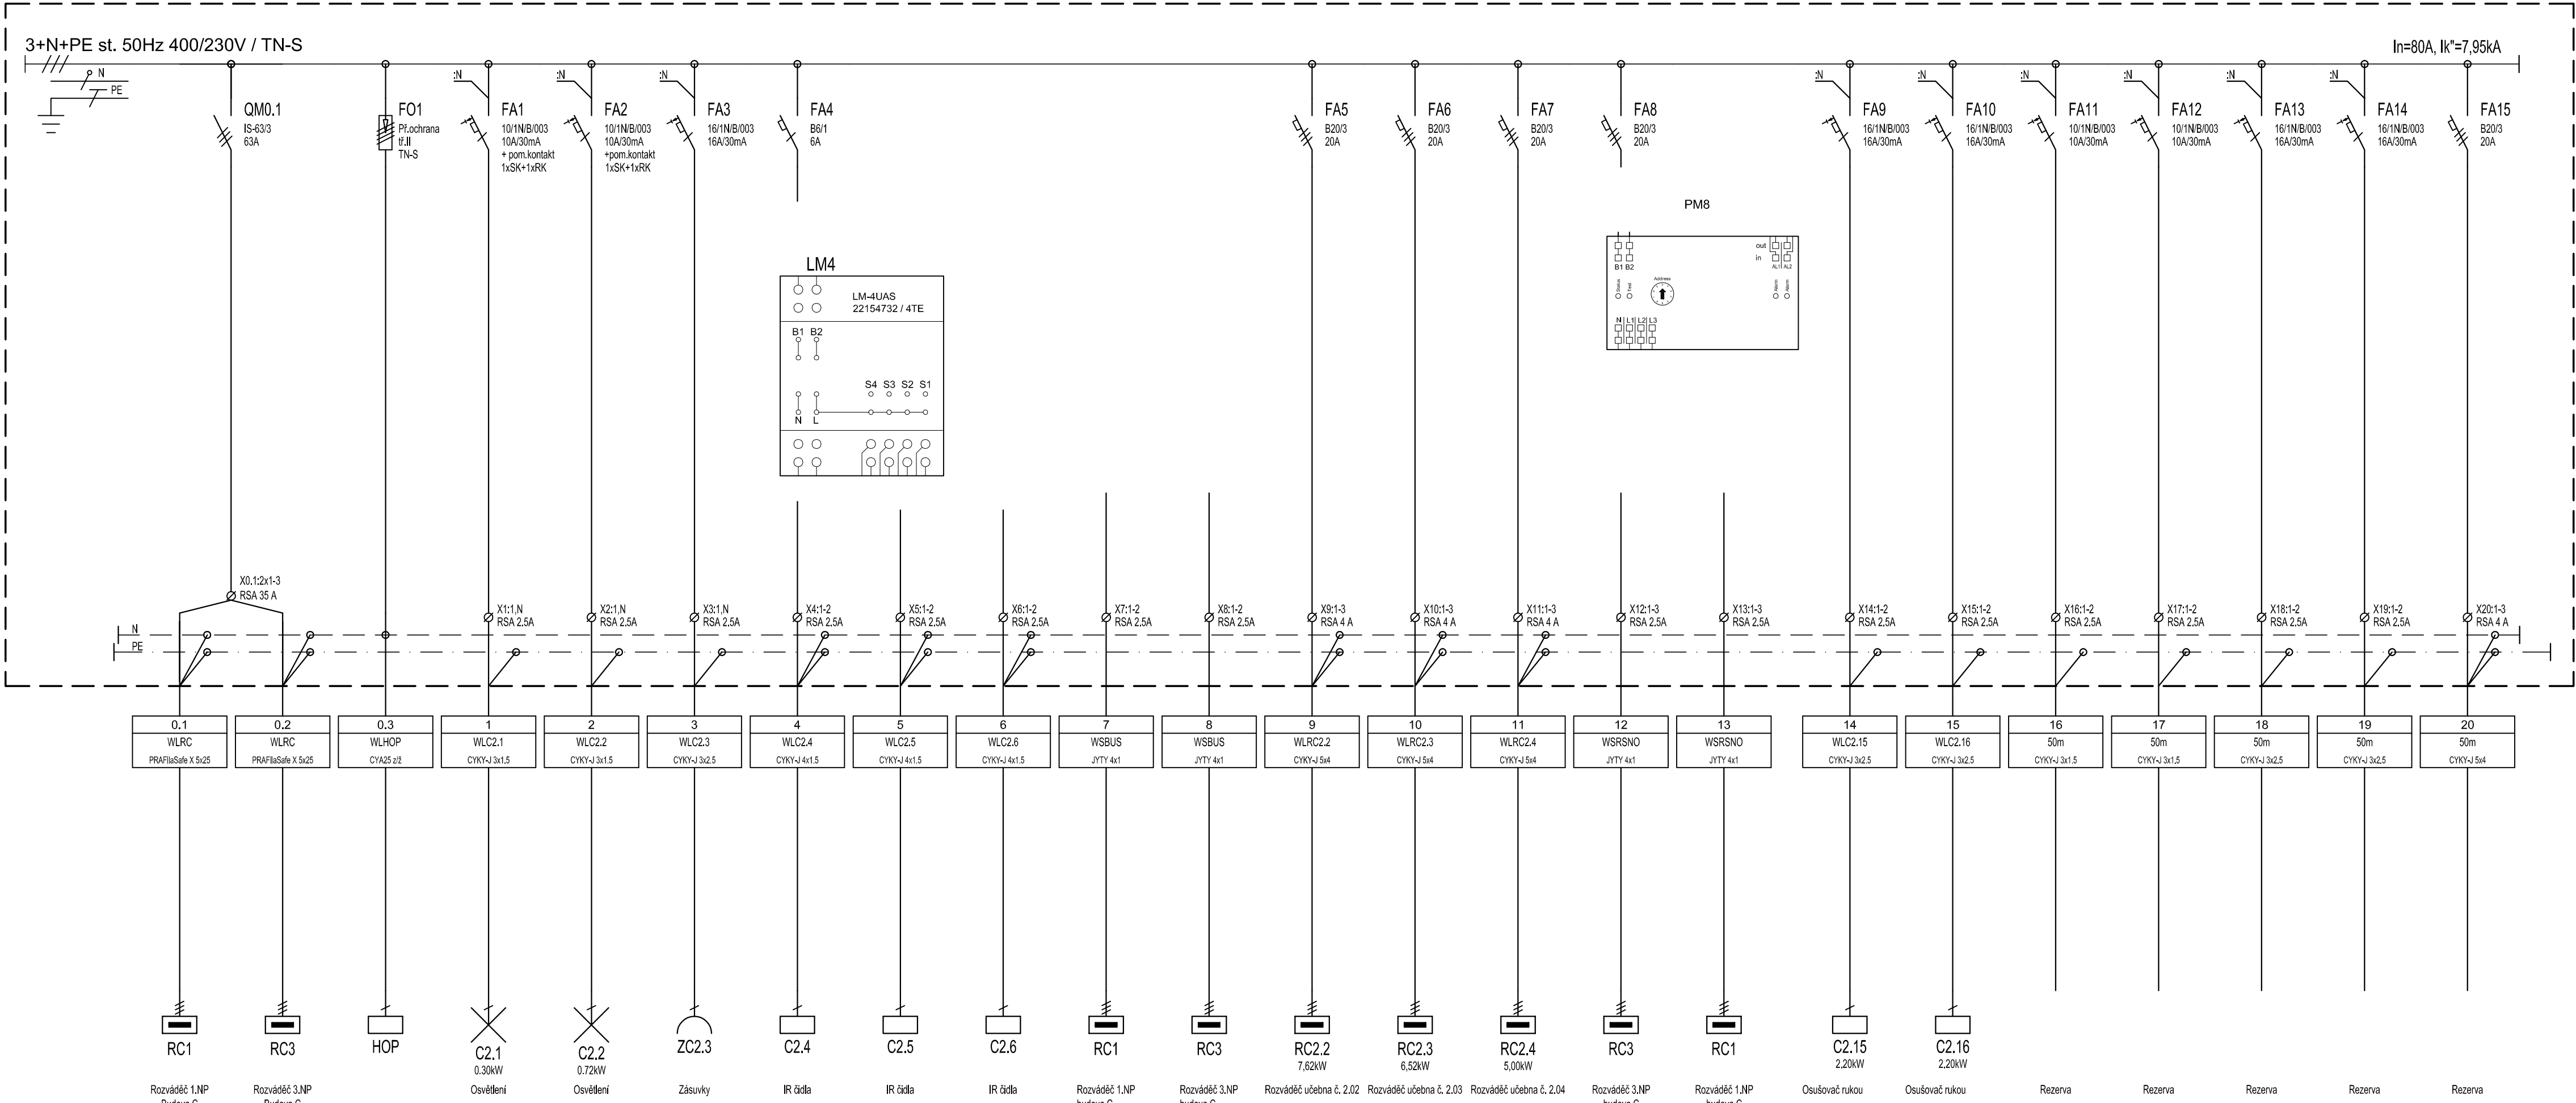 3+N+PE st. 50Hz 400/230V / TN-S
In=80A, Ik"=7,95kA
N
PE
QM0.1
IS-63/3
63A
FO1
Př.ochrana
tř.II
TN-S
:N
FA1
10/1N/B/003
10A/30mA
+ pom.kontakt
1xSK+1xRK
:N
FA2
10/1N/B/003
10A/30mA
+pom.kontakt
1xSK+1xRK
:N
FA3
16/1N/B/003
16A/30mA
FA4
B6/1
6A
FA5
B20/3
20A
FA6
B20/3
20A
FA7
B20/3
20A
FA8
B20/3
20A
:N
FA9
16/1N/B/003
16A/30mA
:N
FA10
16/1N/B/003
16A/30mA
:N
FA11
10/1N/B/003
10A/30mA
:N
FA12
10/1N/B/003
10A/30mA
:N
FA13
16/1N/B/003
16A/30mA
:N
FA14
16/1N/B/003
16A/30mA
FA15
B20/3
20A
LM4
LM-4UAS
22154732 / 4TE
B1 B2
S4 S3 S2 S1
N L
PM8
out
in
B1 B2
AL1 AL2
Status
Test
Address
Alarm
Alarm
N L1 L2 L3
X0.1:2x1-3
RSA 35 A
X1:1,N
RSA 2.5A
X2:1,N
RSA 2.5A
X3:1,N
RSA 2.5A
X4:1-2
RSA 2.5A
X5:1-2
RSA 2.5A
X6:1-2
RSA 2.5A
X7:1-2
RSA 2.5A
X8:1-2
RSA 2.5A
X9:1-3
RSA 4 A
X10:1-3
RSA 4 A
X11:1-3
RSA 4 A
X12:1-3
RSA 2.5A
X13:1-3
RSA 2.5A
X14:1-2
RSA 2.5A
X15:1-2
RSA 2.5A
X16:1-2
RSA 2.5A
X17:1-2
RSA 2.5A
X18:1-2
RSA 2.5A
X19:1-2
RSA 2.5A
X20:1-3
RSA 4 A
N
PE
0.1
WLRC
PRAFlaSafe X 5x25
0.2
WLRC
PRAFlaSafe X 5x25
0.3
WLHOP
CYA25 z/ž
1
WLC2.1
CYKY-J 3x1,5
2
WLC2.2
CYKY-J 3x1.5
3
WLC2.3
CYKY-J 3x2.5
4
WLC2.4
CYKY-J 4x1.5
5
WLC2.5
CYKY-J 4x1.5
6
WLC2.6
CYKY-J 4x1.5
7
WSBUS
JYTY 4x1
8
WSBUS
JYTY 4x1
9
WLRC2.2
CYKY-J 5x4
10
WLRC2.3
CYKY-J 5x4
11
WLRC2.4
CYKY-J 5x4
12
WSRSNO
JYTY 4x1
13
WSRSNO
JYTY 4x1
14
WLC2.15
CYKY-J 3x2.5
15
WLC2.16
CYKY-J 3x2.5
16
50m
CYKY-J 3x1.5
17
50m
CYKY-J 3x1,5
18
50m
CYKY-J 3x2,5
19
50m
CYKY-J 3x2,5
20
50m
CYKY-J 5x4
RC1
Rozváděč 1.NP
Budova C
RC3
Rozváděč 3.NP
Budova C
HOP
C2.1
0.30kW
Osvětlení
C2.2
0.72kW
Osvětlení
ZC2.3
Zásuvky
C2.4
IR čidla
C2.5
IR čidla
C2.6
IR čidla
RC1
Rozváděč 1.NP
budova C
RC3
Rozváděč 3.NP
budova C
RC2.2
7,62kW
Rozváděč učebna č. 2.02
RC2.3
6,52kW
Rozváděč učebna č. 2.03
RC2.4
5,00kW
Rozváděč učebna č. 2.04
RC3
Rozváděč 3.NP
budova C
RC1
Rozváděč 1.NP
budova C
C2.15
2,20kW
Osušovač rukou
C2.16
2,20kW
Osušovač rukou
Rezerva
Rezerva
Rezerva
Rezerva
Rezerva